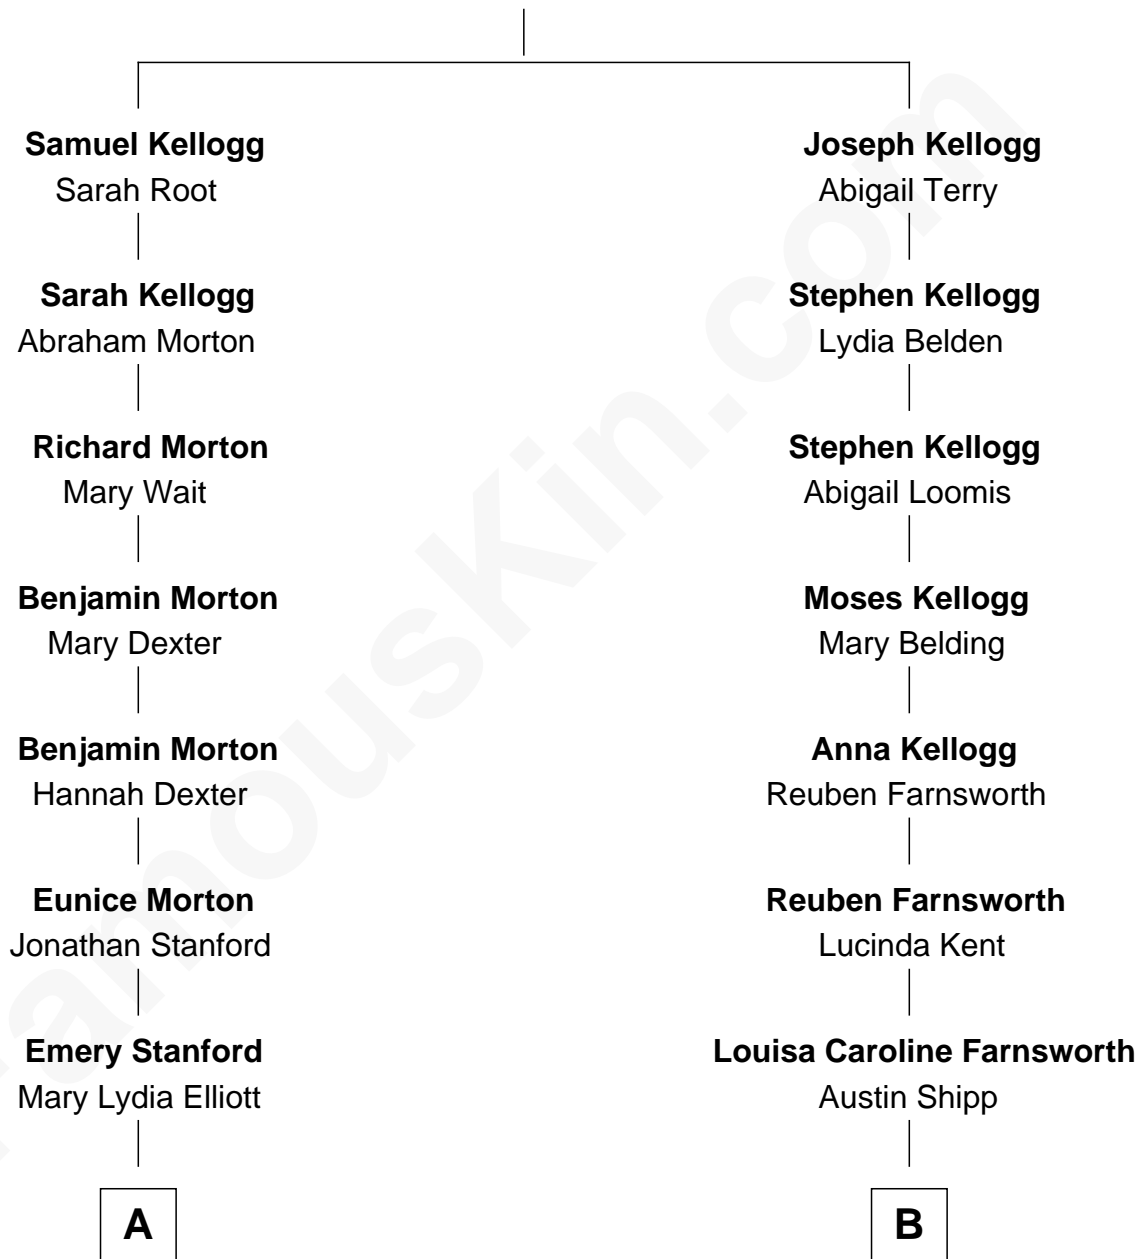 Samuel Kellogg
Sarah Root
Sarah Kellogg
Abraham Morton
Richard Morton
Mary Wait
Benjamin Morton
Mary Dexter
Benjamin Morton
Hannah Dexter
Eunice Morton
Jonathan Stanford
Emery Stanford
Mary Lydia Elliott
A
Joseph Kellogg
Abigail Terry
Stephen Kellogg
Lydia Belden
Stephen Kellogg
Abigail Loomis
Moses Kellogg
Mary Belding
Anna Kellogg
Reuben Farnsworth
Reuben Farnsworth
Lucinda Kent
Louisa Caroline Farnsworth
Austin Shipp
B
FamousKin.com